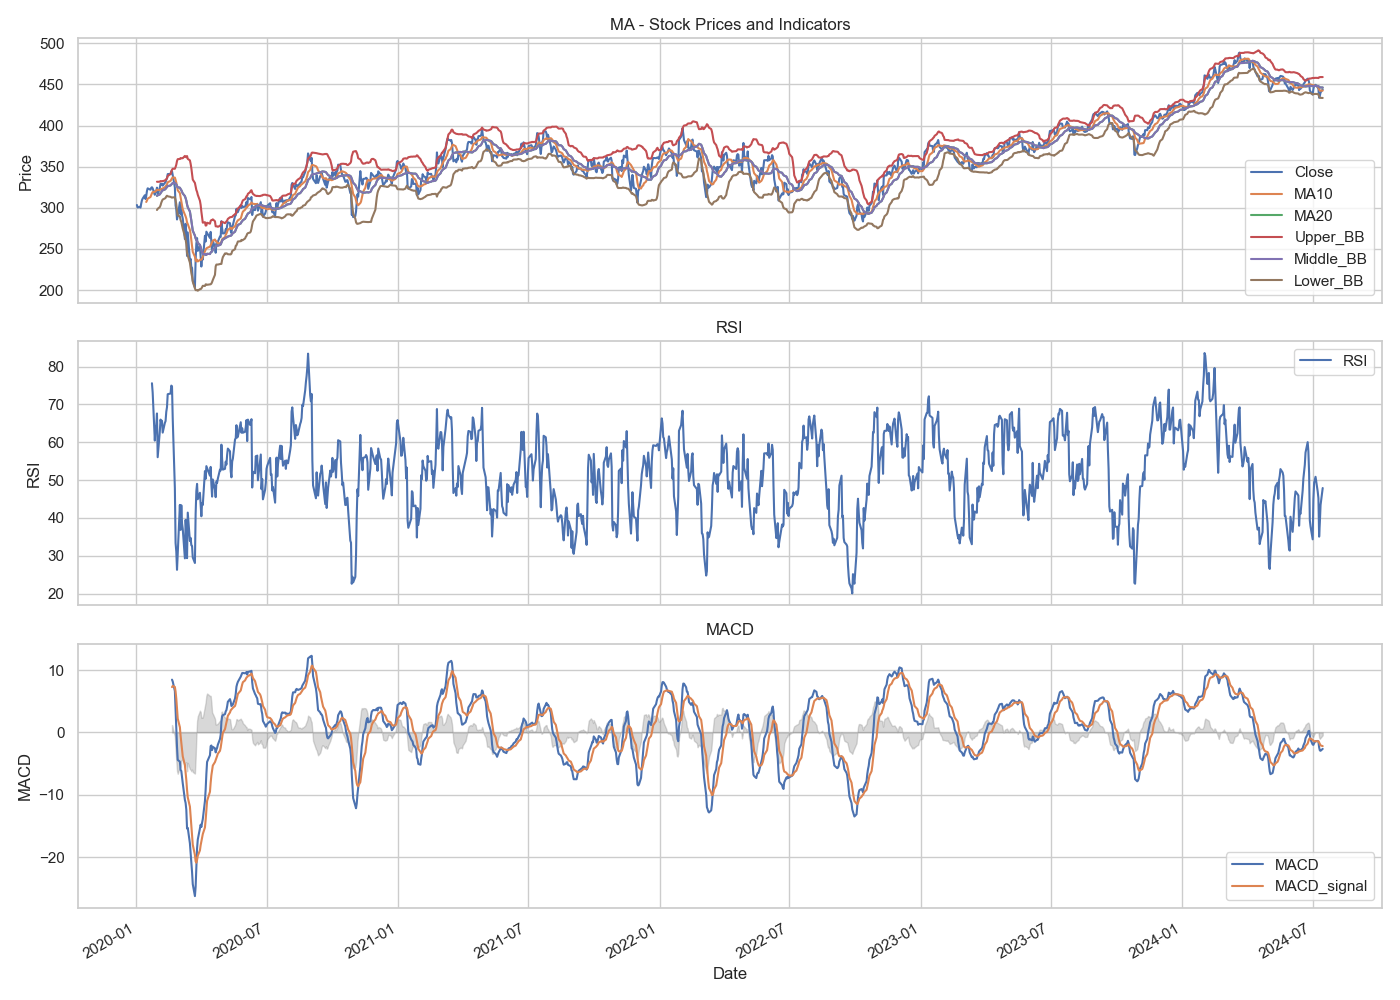 MA - Stock Prices and Indicators
500
450
400
350
300
250
200
Price
Close
MA10
MA20
Upper_BB
Middle_BB
Lower_BB
RSI
80
70
60
50
40
30
20
RSI
RSI
MACD
10
0
−10
−20
MACD
MACD
MACD_signal
2020-01
2020-07
2021-01
2021-07
2022-01
2022-07
2023-01
2023-07
2024-01
2024-07
Date